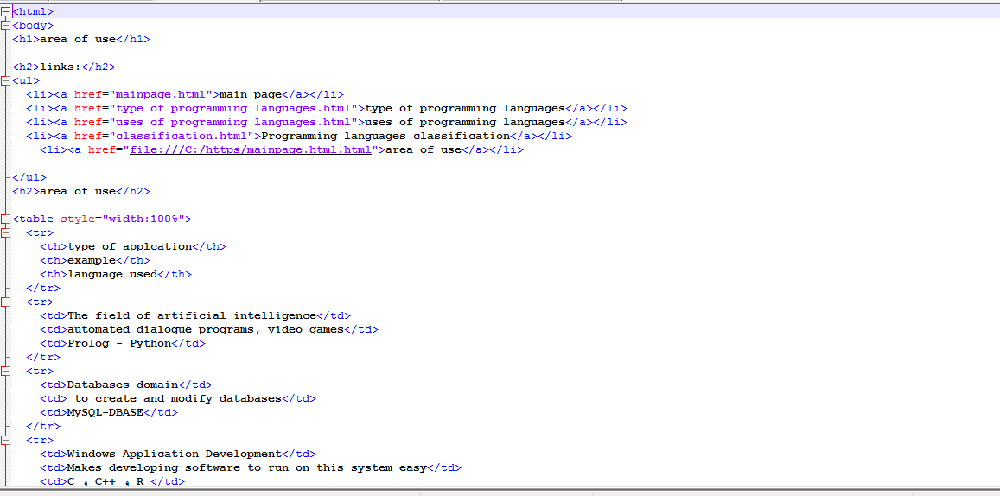 <html>
<body>
<h1>area of use</h1>
<h2>links:</h2>
<ul>
<li><a href="mainpage.html">main page</a></li>
<li><a href="type of programming languages.html">type of programming languages</a></li>
<li><a href="uses of programming languages.html">uses of programming languages</a></li>
<li><a href="classification.html">Programming languages classification</a></li>
<li><a href="file:///C:/https/mainpage.html.html">area of use</a></li>
</ul>
<h2>area of use</h2>
<table style="width:100%">
<tr>
<th>type of applcation</th>
<th>example</th>
<th>language used</th>
</tr>
<tr>
<td>The field of artificial intelligence</td>
<td>automated dialogue programs, video games</td>
<td>Prolog - Python</td>
</tr>
<tr>
<td>Databases domain</td>
<td> to create and modify databases</td>
<td>MySQL-DBASE</td>
</tr>
<tr>
<td>Windows Application Development</td>
<td>Makes developing software to run on this system easy</td>
<td>C , C++ , R </td>